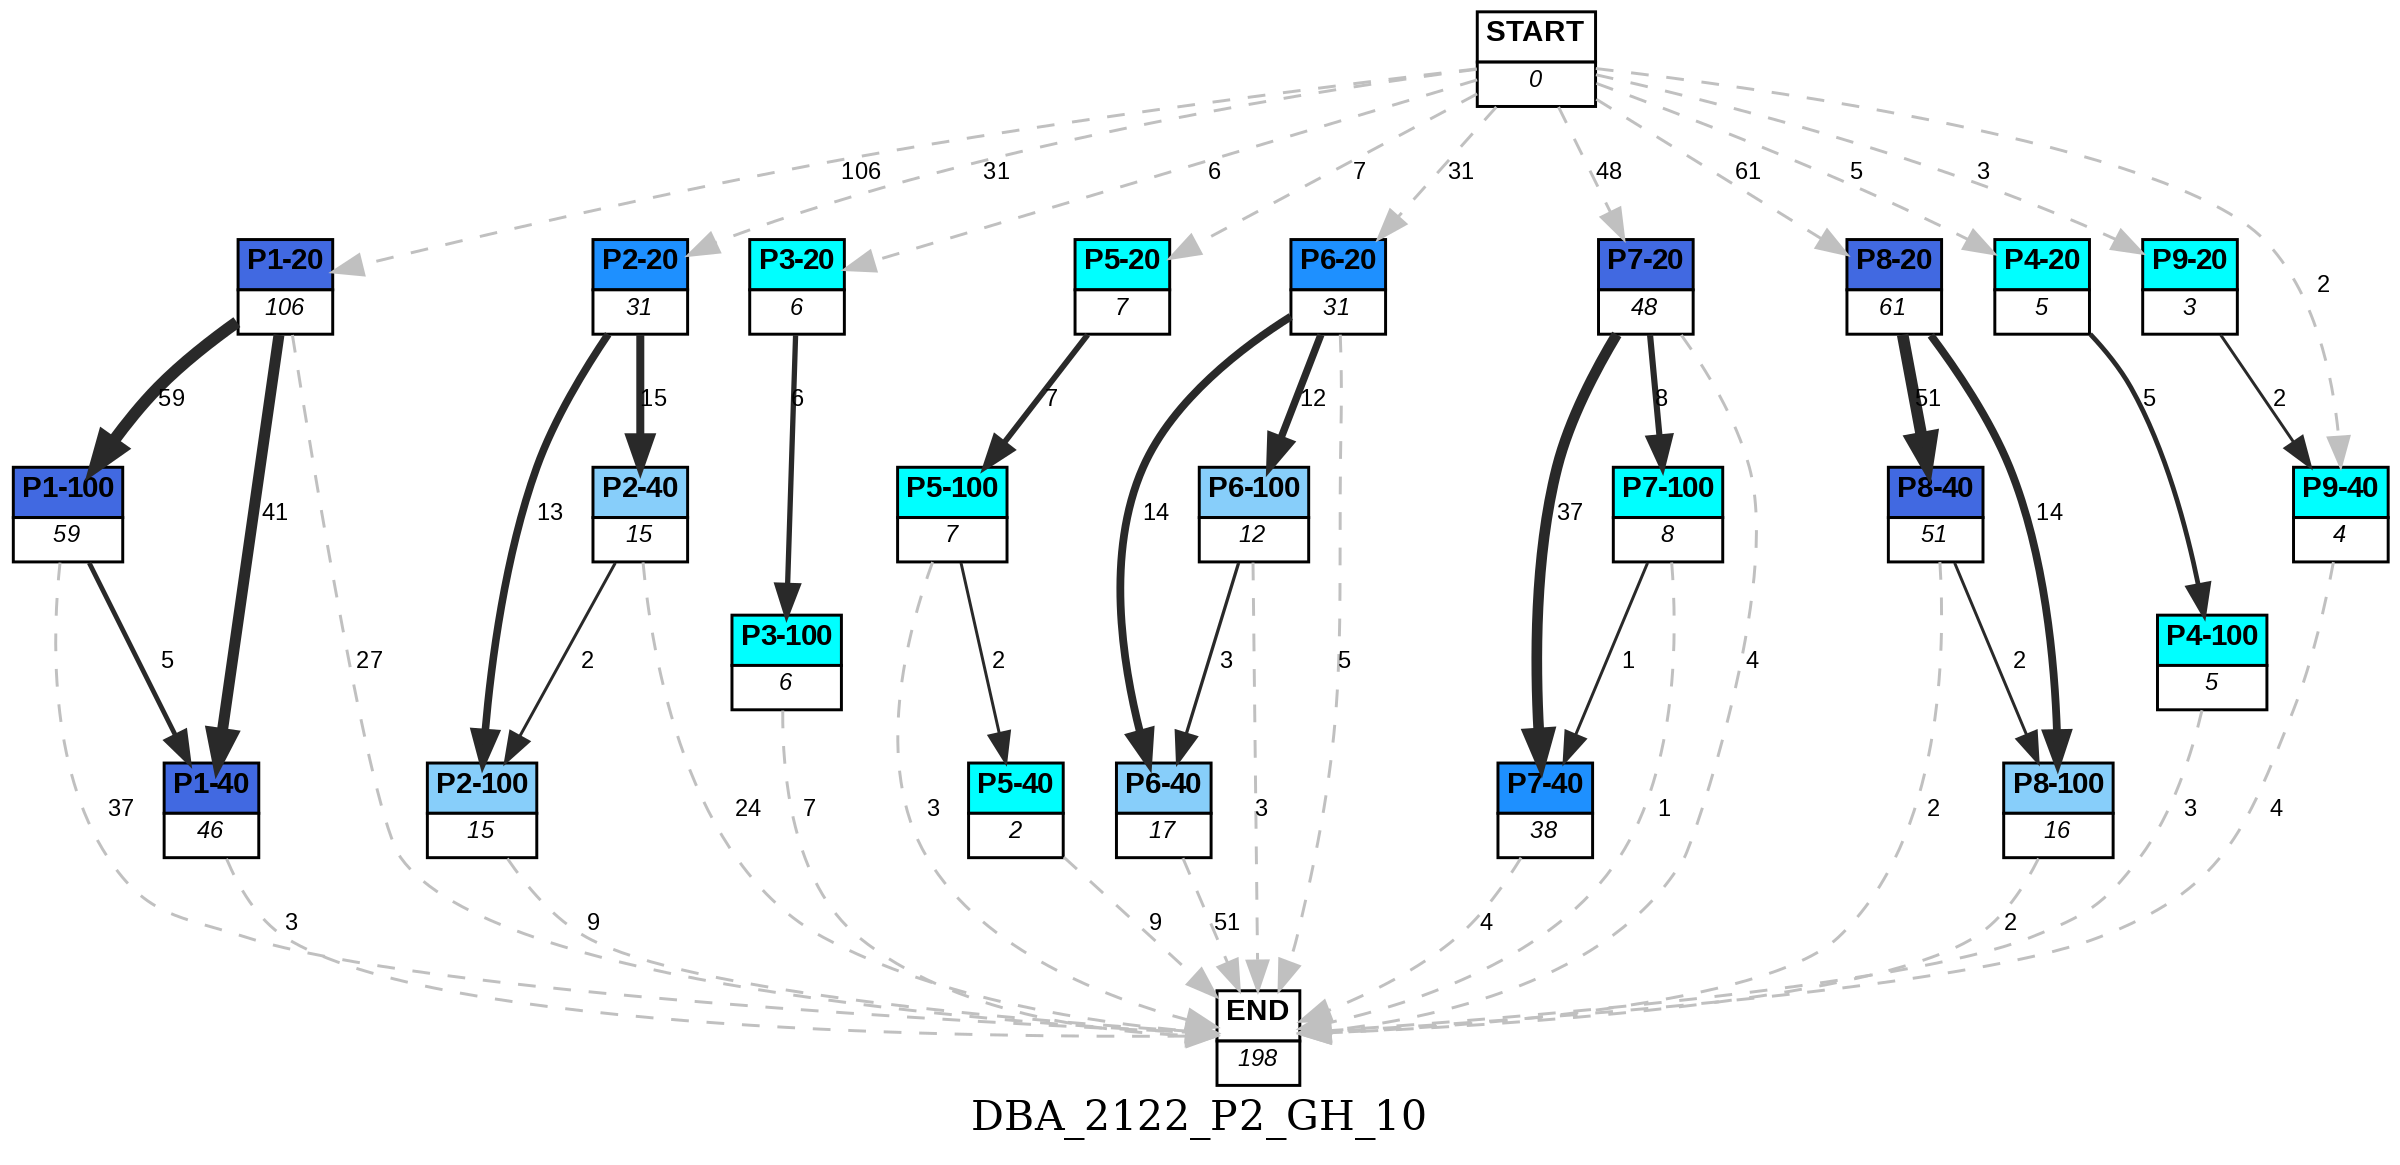 START
0
106
31
6
7
31
48
61
5
3
2
P1-20
106
P2-20
31
P3-20
6
P5-20
7
P6-20
31
P7-20
48
P8-20
61
P4-20
5
P9-20
3
59
15
6
7
12
8
51
5
2
P1-100
59
41
13
P2-40
15
P5-100
7
14
P6-100
12
37
P7-100
8
P8-40
51
14
P9-40
4
5
27
2
P3-100
6
2
3
5
1
4
2
P4-100
5
37
P1-40
46
P2-100
15
24
7
3
P5-40
2
P6-40
17
3
P7-40
38
1
2
P8-100
16
3
4
3
9
9
51
4
2
END
198
DBA_2122_P2_GH_10